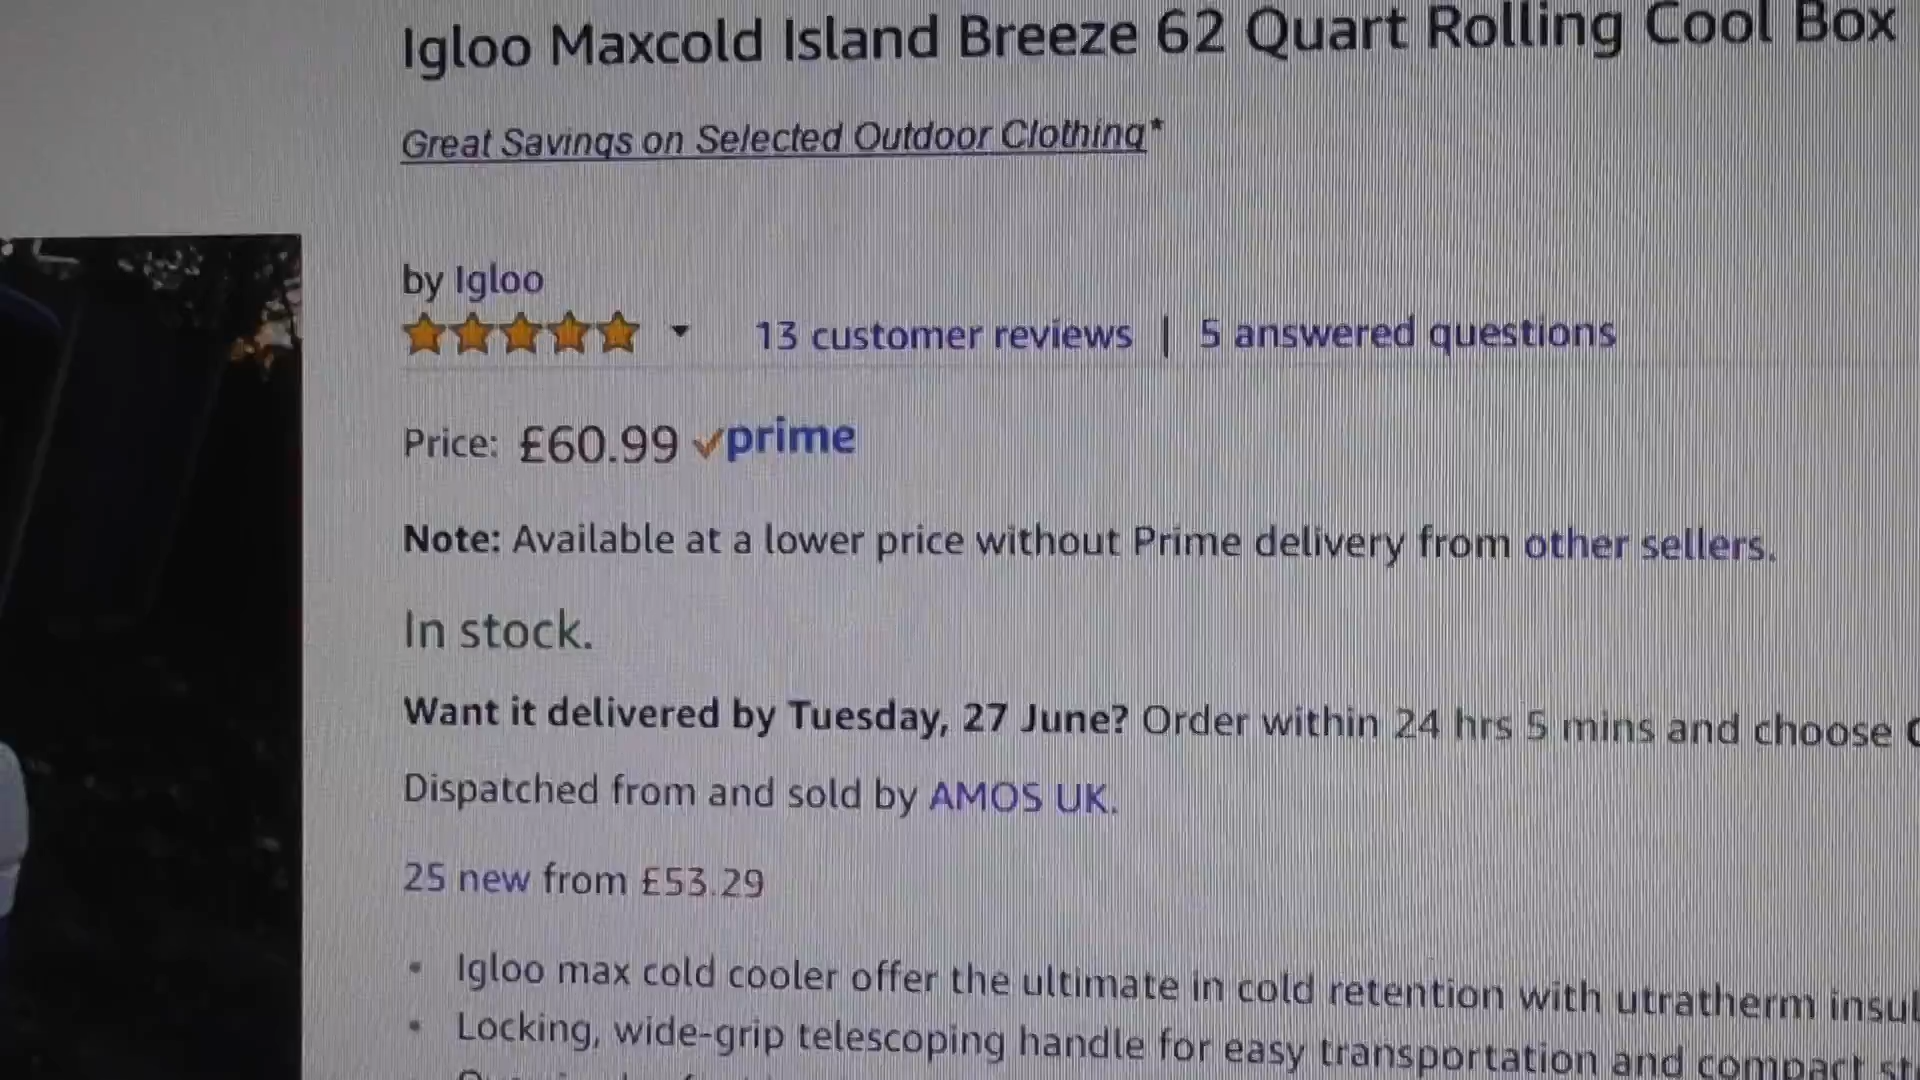 Igloo Maxcold Island Breeze 62 Quart Rolling Cool Box
Great Savings on Selected Outdoor Clothing*
by Igloo
13 customer reviews | 5 answered questions
Price: £60.99 prime
Note: Available at a lower price without Prime delivery from other sellers.
In stock.
Want it delivered by Tuesday, 27 June? Order within 24 hrs 5 mins and choose
Dispatched from and sold by AMOS UK.
25 new from £53.29
• Igloo max cold cooler offer the ultimate in cold retention with utratherm insul
• Locking, wide-grip telescoping handle for easy transportation and compact st